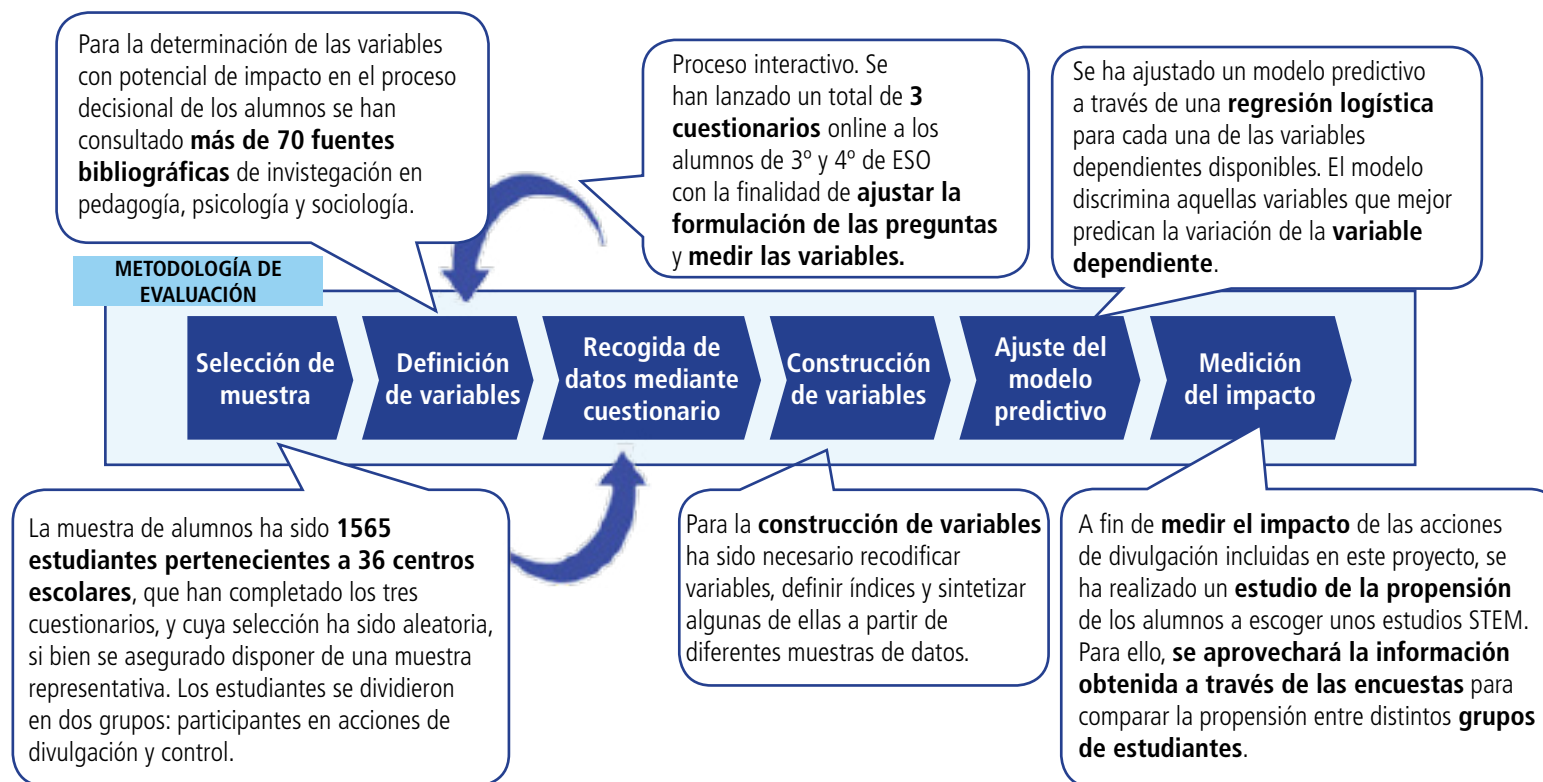 Para la determinación de las variables
con potencial de impacto en el proceso
decisional de los alumnos se han
consultado más de 70 fuentes
bibliográficas de invistegación en
pedagogía, psicología y sociología.
Proceso interactivo. Se
han lanzado un total de 3
cuestionarios online a los
alumnos de 3º y 4º de ESO
con la finalidad de ajustar la
formulación de las preguntas
y medir las variables.
Se ha ajustado un modelo predictivo
a través de una regresión logística
para cada una de las variables
dependientes disponibles. El modelo
discrimina aquellas variables que mejor
predican la variación de la variable
dependiente.
METODOLOGÍA DE
EVALUACIÓN
Selección de
muestra
Definición
de variables
Recogida de
datos mediante
cuestionario
Construcción
de variables
Ajuste del
modelo
predictivo
Medición
del impacto
La muestra de alumnos ha sido 1565
estudiantes pertenecientes a 36 centros
escolares, que han completado los tres
cuestionarios, y cuya selección ha sido aleatoria,
si bien se asegurado disponer de una muestra
representativa. Los estudiantes se dividieron
en dos grupos: participantes en acciones de
divulgación y control.
Para la construcción de variables
ha sido necesario recodificar
variables, definir índices y sintetizar
algunas de ellas a partir de
diferentes muestras de datos.
A fin de medir el impacto de las acciones
de divulgación incluidas en este proyecto, se
ha realizado un estudio de la propensión
de los alumnos a escoger unos estudios STEM.
Para ello, se aprovechará la información
obtenida a través de las encuestas para
comparar la propensión entre distintos grupos
de estudiantes.